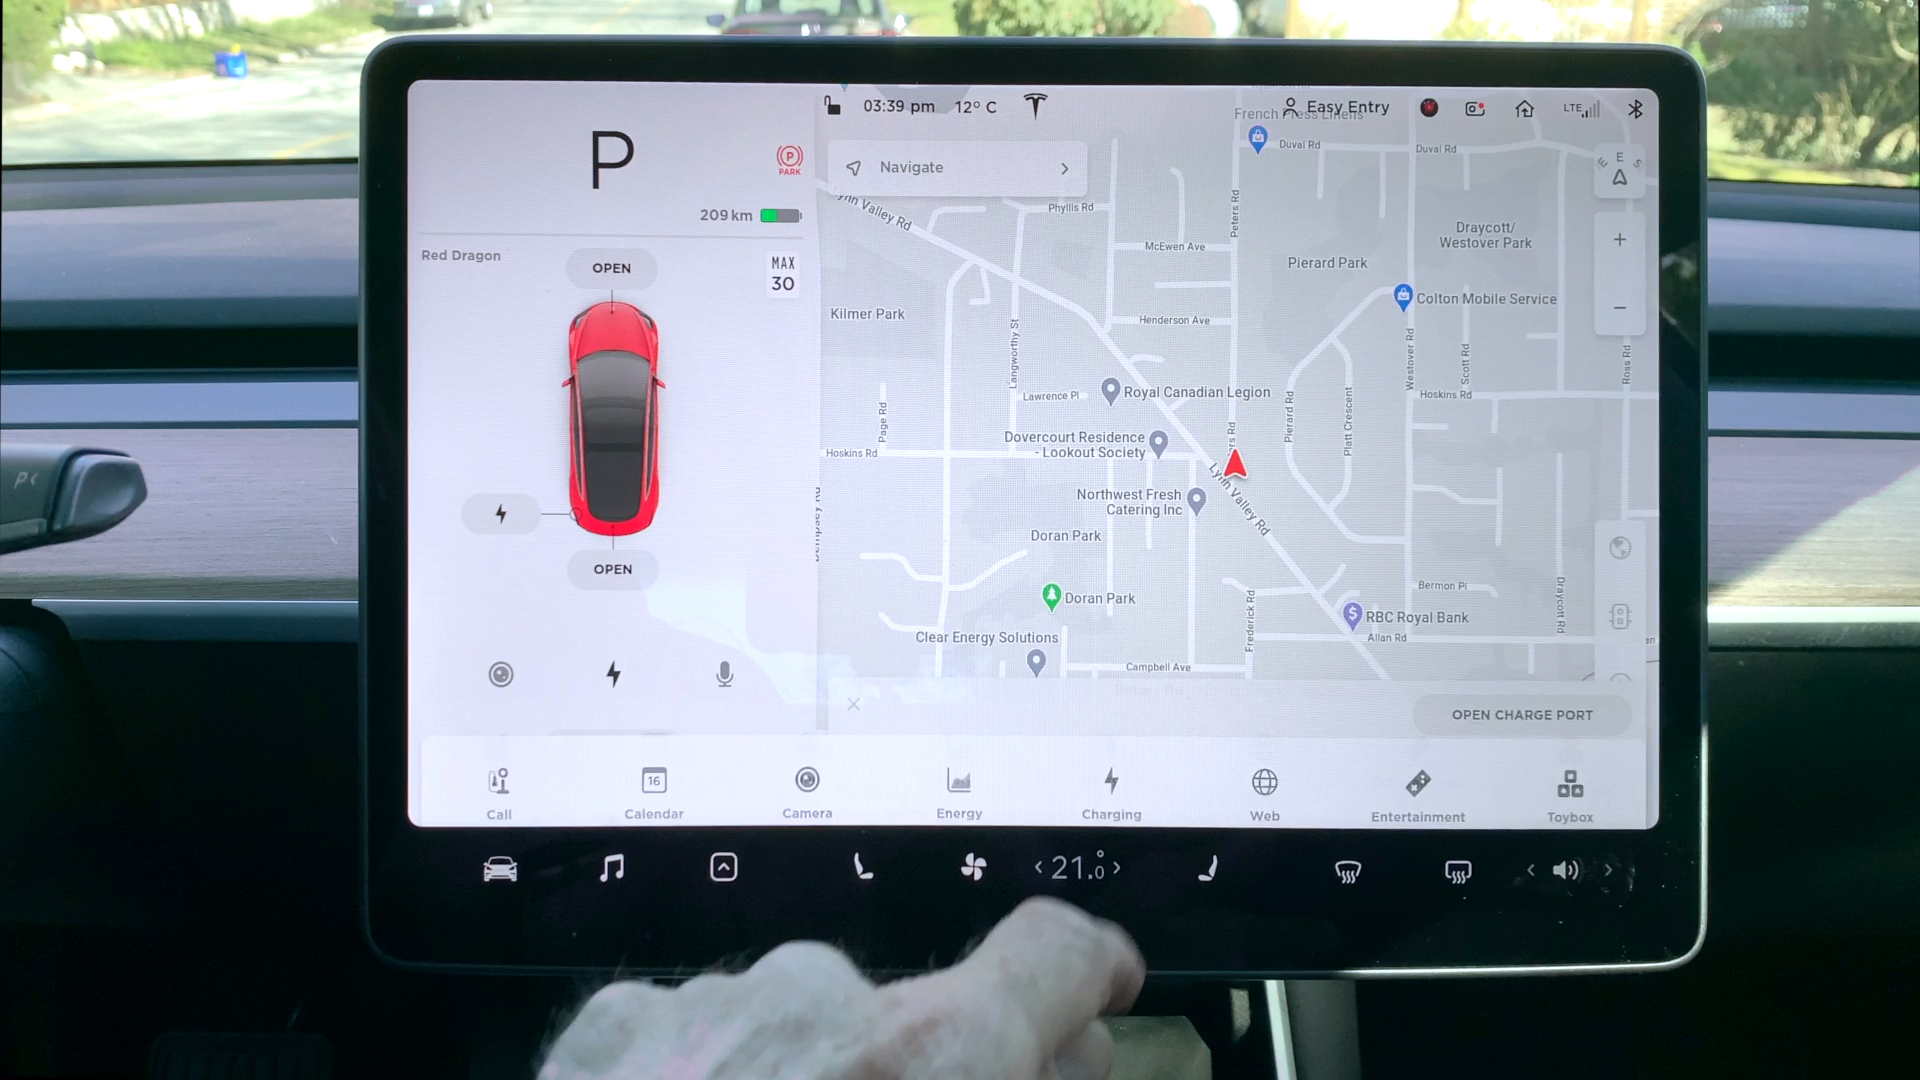 P
PARK
209 km
Red Dragon
OPEN
MAX
30
OPEN
03:39 pm
12° C
Easy Entry
LTE
Navigate
French Press Linens
Duval Rd
Duval Rd
E
E
S
Lynn Valley Rd
Phyllis Rd
Peters Rd
McEwen Ave
Draycott/
Westover Park
Pierard Park
Colton Mobile Service
Kilmer Park
Henderson Ave
Langworthy St
Westover Rd
Scott Rd
Ross Rd
Lawrence Pl
Royal Canadian Legion
Page Rd
Pierard Rd
Platt Crescent
Hoskins Rd
Dovercourt Residence
- Lookout Society
Hoskins Rd
Lynn Valley Rd
Northwest Fresh
Catering Inc
Doran Park
Bermon Pl
Draycott Rd
Doran Park
Frederick Rd
RBC Royal Bank
Allan Rd
Clear Energy Solutions
Campbell Ave
OPEN CHARGE PORT
16
Call
Calendar
Camera
Energy
Charging
Web
Entertainment
Toybox
21.0°
P<